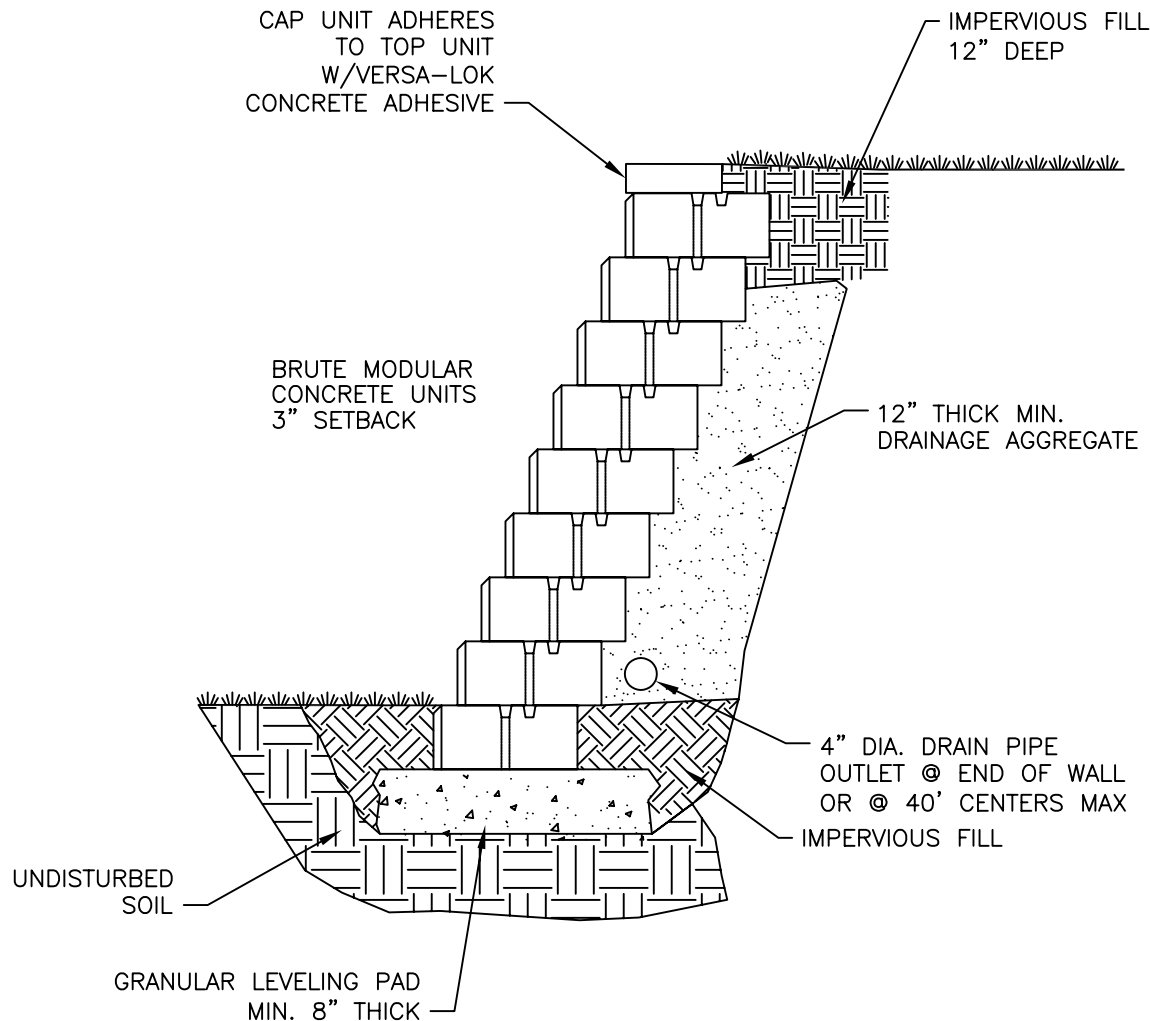 CAP UNIT ADHERES
TO TOP UNIT
W/VERSA-LOK
CONCRETE ADHESIVE
IMPERVIOUS FILL
12” DEEP
BRUTE MODULAR
CONCRETE UNITS
3” SETBACK
12” THICK MIN.
DRAINAGE AGGREGATE
4” DIA. DRAIN PIPE
OUTLET @ END OF WALL
OR @ 40’ CENTERS MAX
IMPERVIOUS FILL
UNDISTURBED
SOIL
GRANULAR LEVELING PAD
MIN. 8” THICK